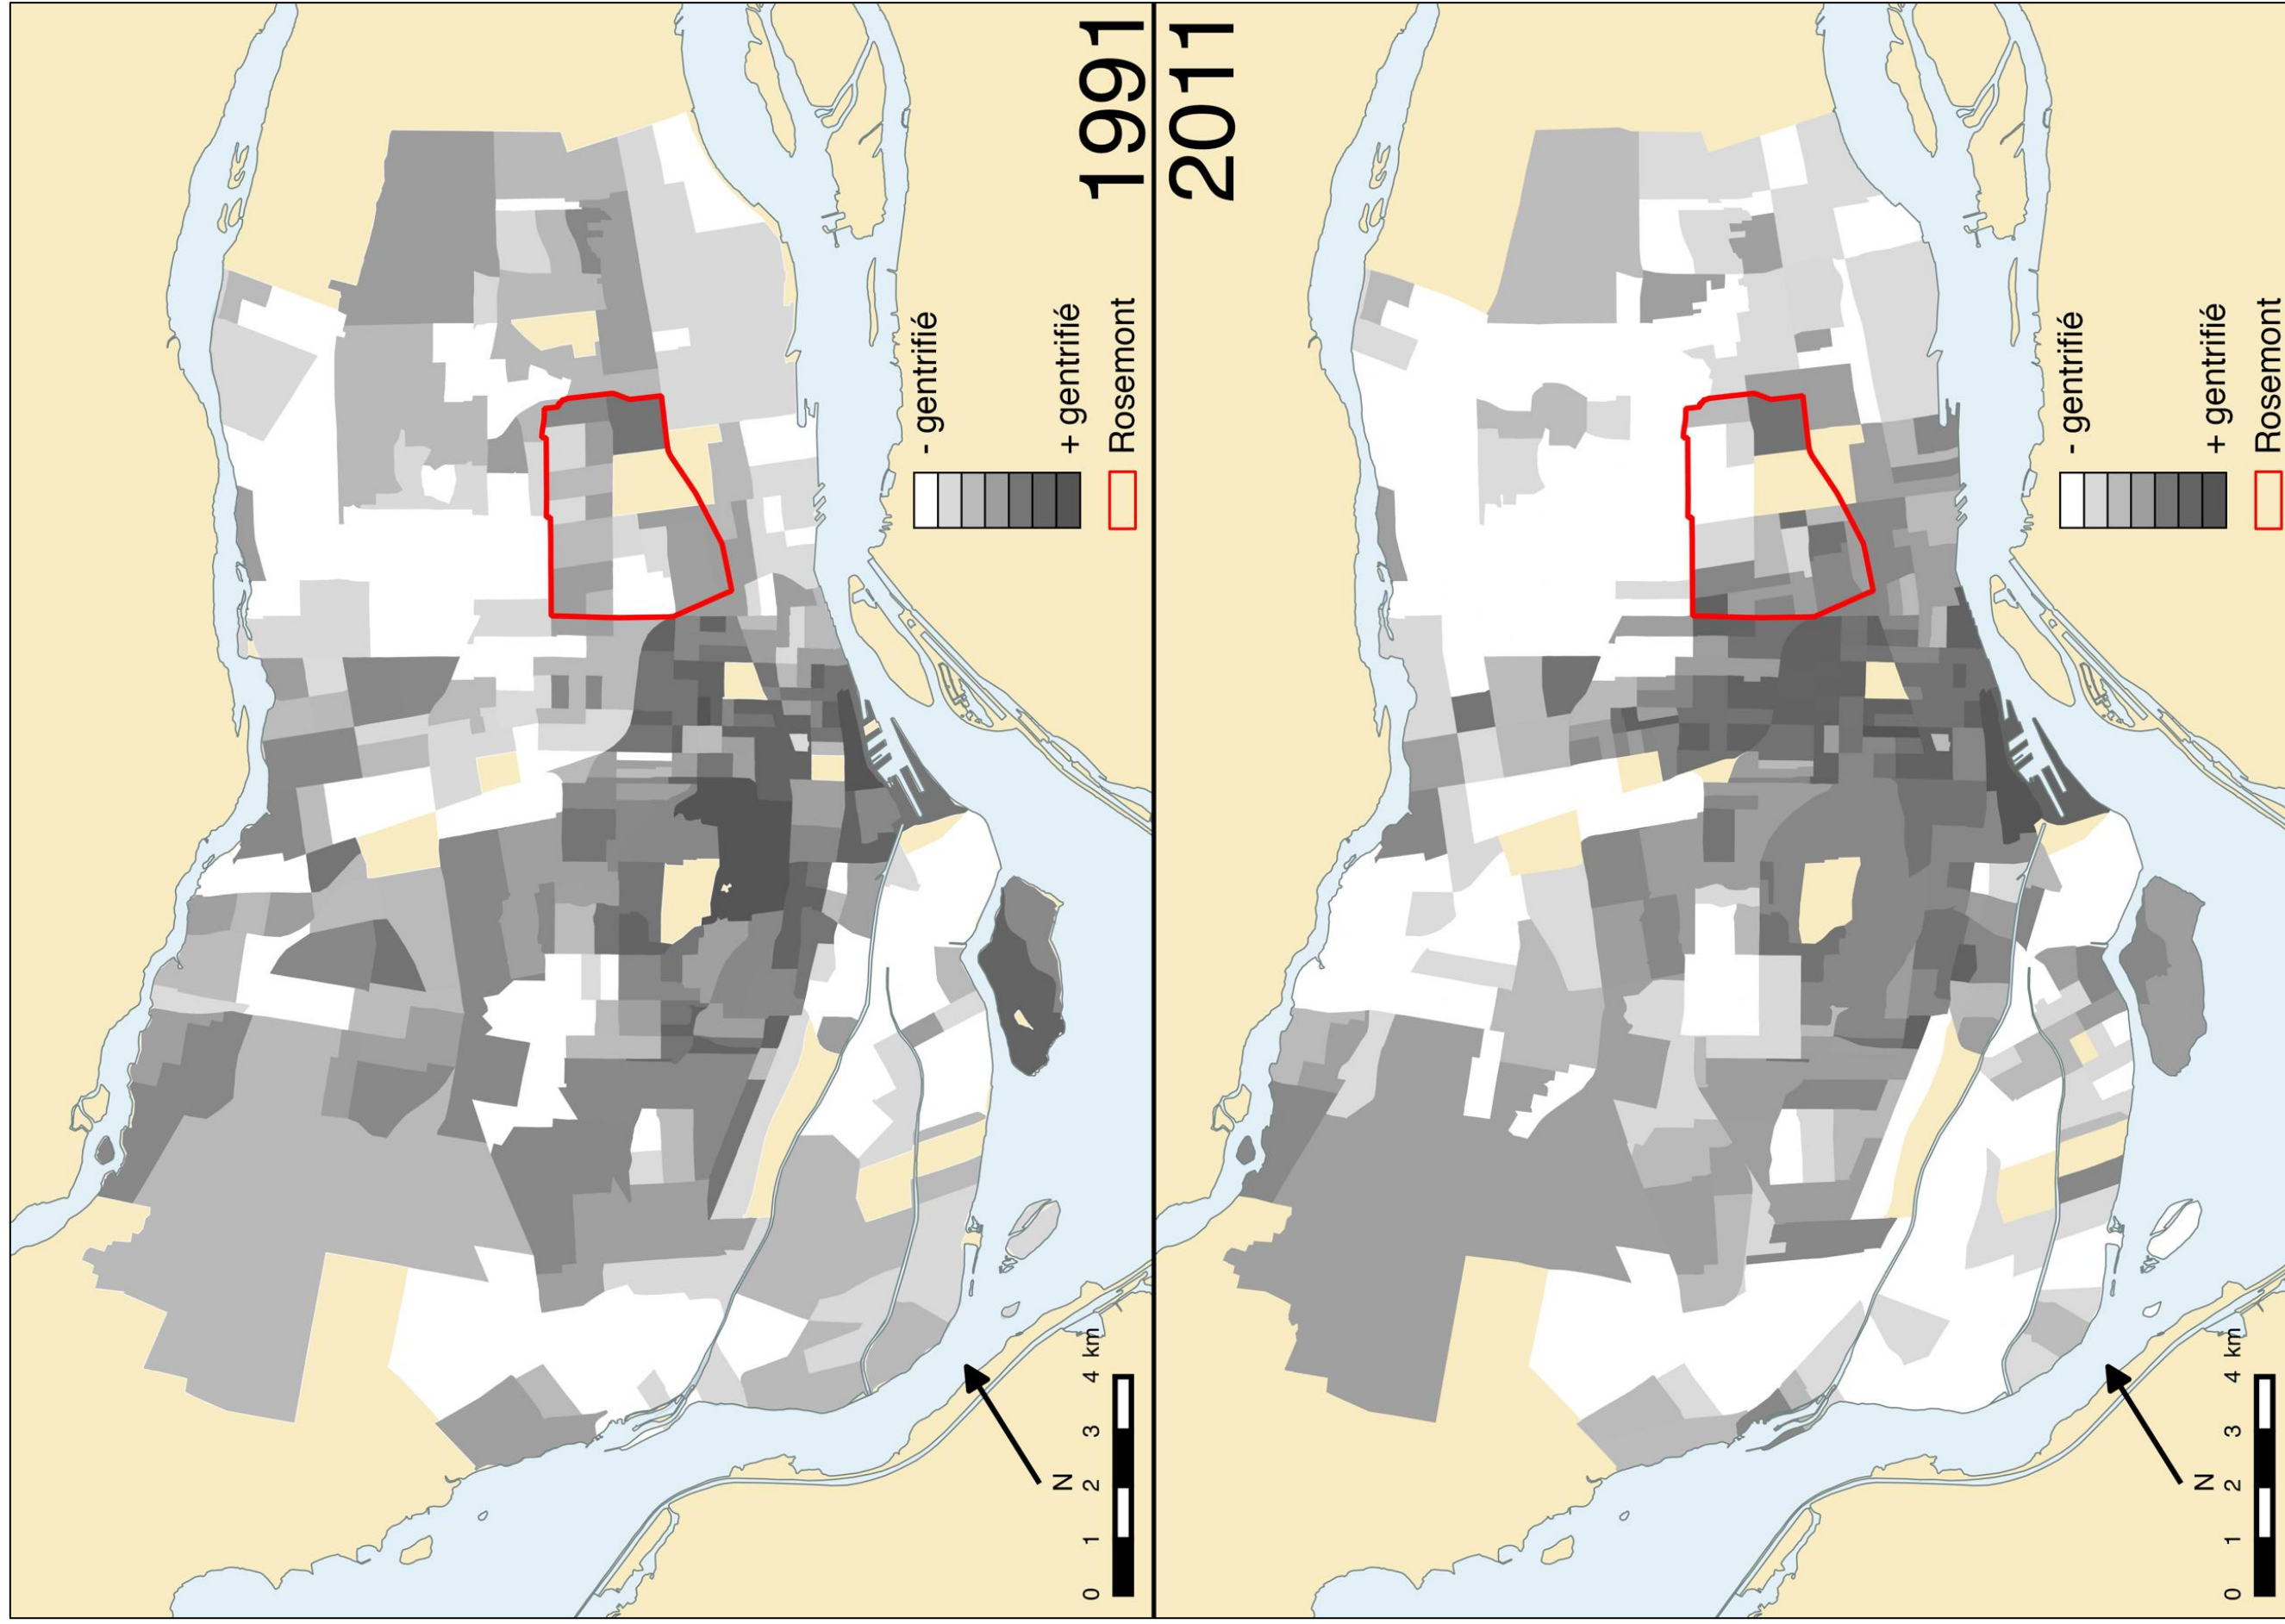 1991
- gentrifié
+ gentrifié
Rosemont
N
0 1 2 3 4 km
2011
- gentrifié
+ gentrifié
Rosemont
N
0 1 2 3 4 km